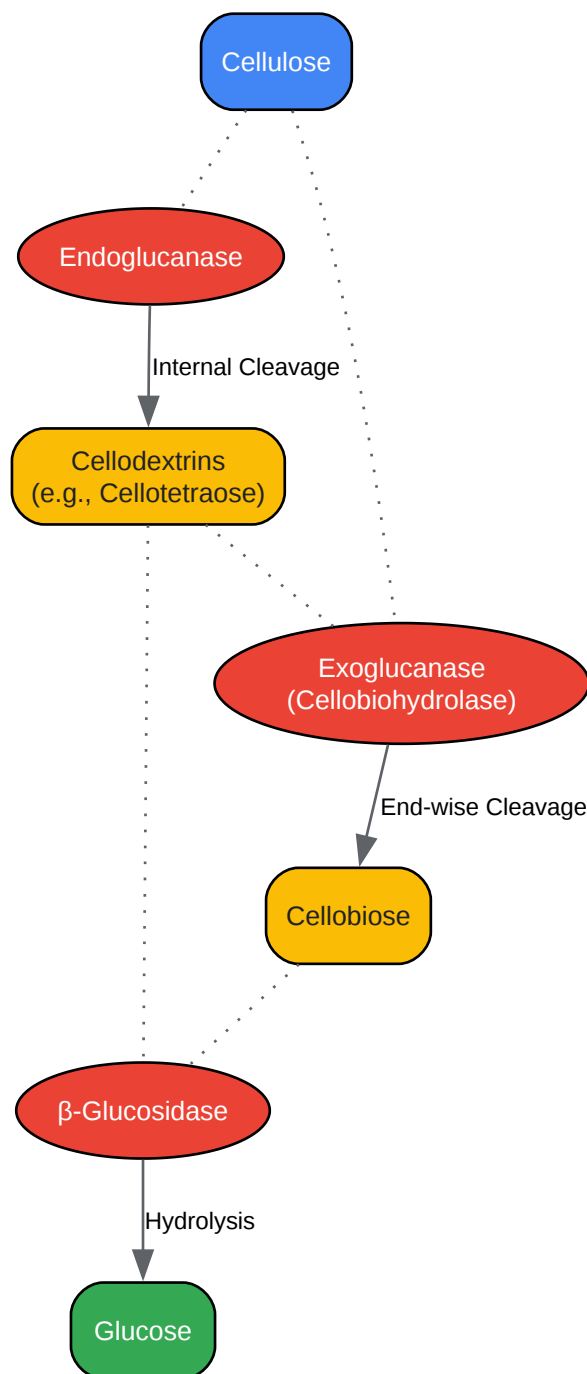 Cellulose
Endoglucanase
Internal Cleavage
Cellodextrins
(e.g., Cellotetraose)
Exoglucanase
(Cellobiohydrolase)
End-wise Cleavage
Cellobiose
β-Glucosidase
Hydrolysis
Glucose